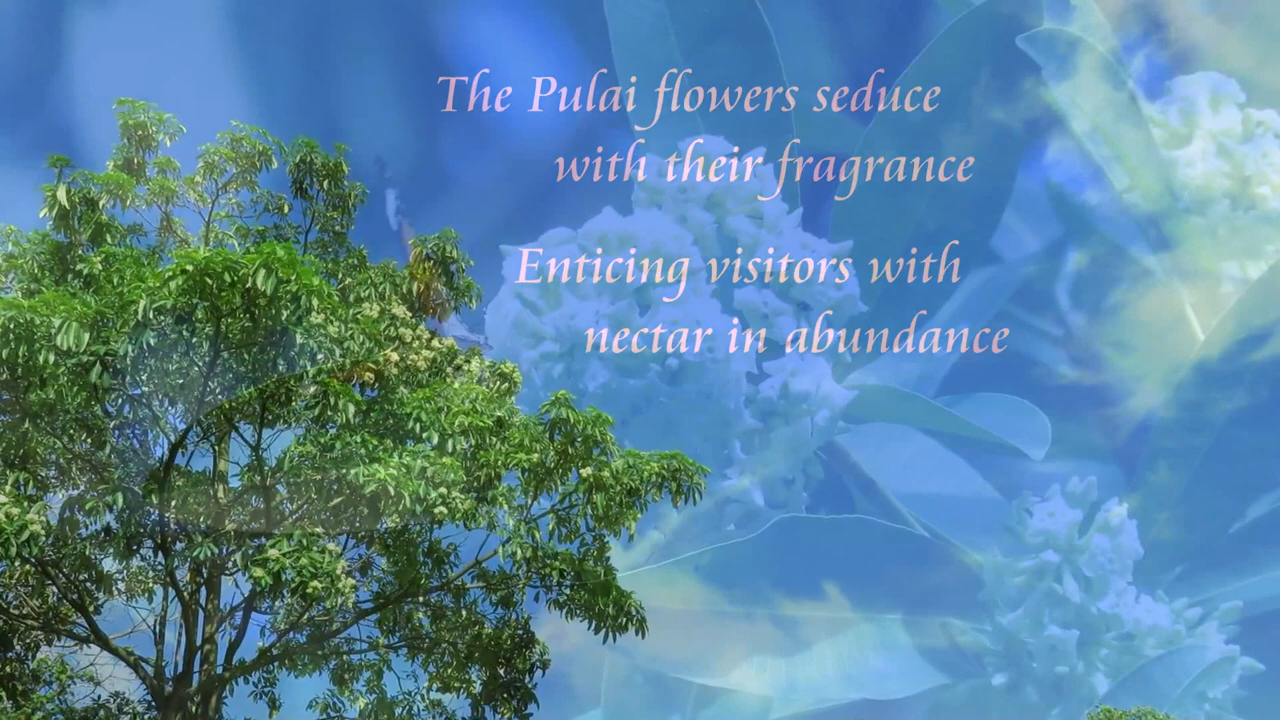 The Pulai flowers seduce
with their fragrance
Enticing visitors with
nectar in abundance